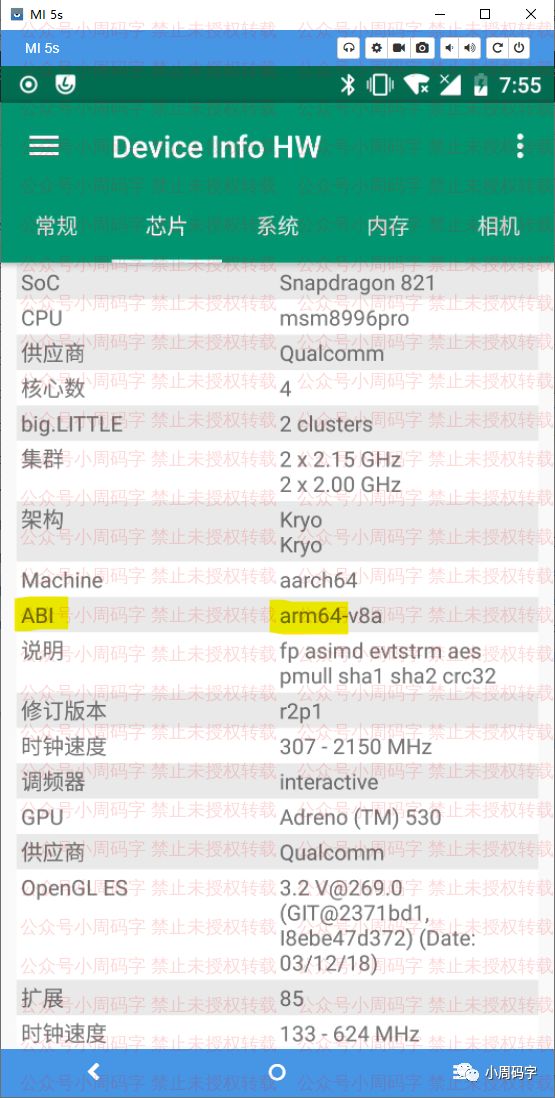 MI 5s
MI 5s
7:55
Device Info HW
常规 芯片 系统 内存 相机
SoC Snapdragon 821
CPU msm8996pro
供应商 Qualcomm
核心数 4
big.LITTLE 2 clusters
集群 2 x 2.15 GHz
2 x 2.00 GHz
架构 Kryo
Kryo
Machine aarch64
ABI arm64-v8a
说明 fp asimd evtstrm aes
pmull sha1 sha2 crc32
修订版本 r2p1
时钟速度 307 - 2150 MHz
调频器 interactive
GPU Adreno (TM) 530
供应商 Qualcomm
OpenGL ES 3.2 V@269.0
(GIT@2371bd1,
I8ebe47d372) (Date:
03/12/18)
扩展 85
时钟速度 133 - 624 MHz
小周码字
公众号小周码字 禁止未授权转载